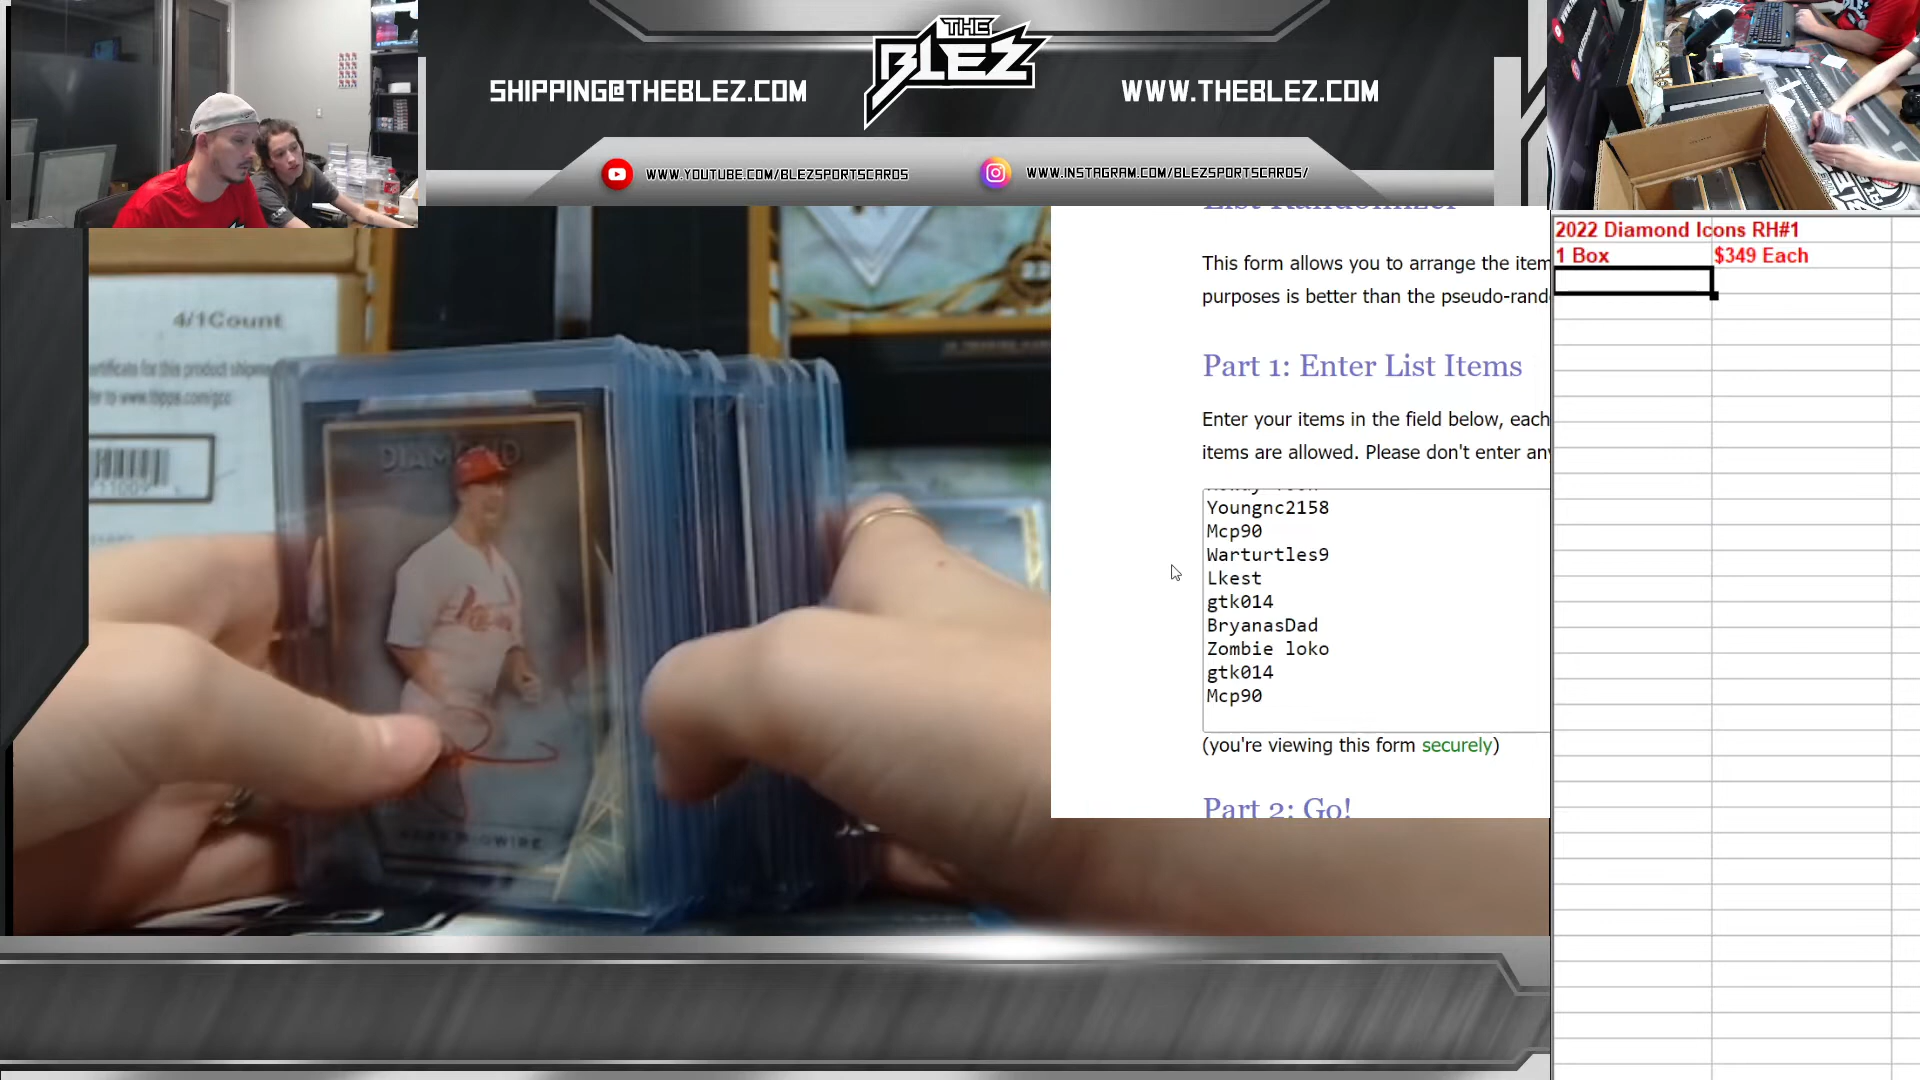 THE
BLEZ
SHIPPING@THEBLEZ.COM
WWW.THEBLEZ.COM
WWW.YOUTUBE.COM/BLEZSPORTSCARDS
WWW.INSTAGRAM.COM/BLEZSPORTSCARDS/
2022 Diamond Icons RH#1
1 Box $349 Each
List Randomizer
This form allows you to arrange the item
purposes is better than the pseudo-rand
Part 1: Enter List Items
Enter your items in the field below, each
items are allowed. Please don't enter any
Youngnc2158
Mcp90
Warturtles9
Lkest
gtk014
BryanasDad
Zombie loko
gtk014
Mcp90
(you're viewing this form securely)
Part 2: Go!
4/1Count
DIAMOND